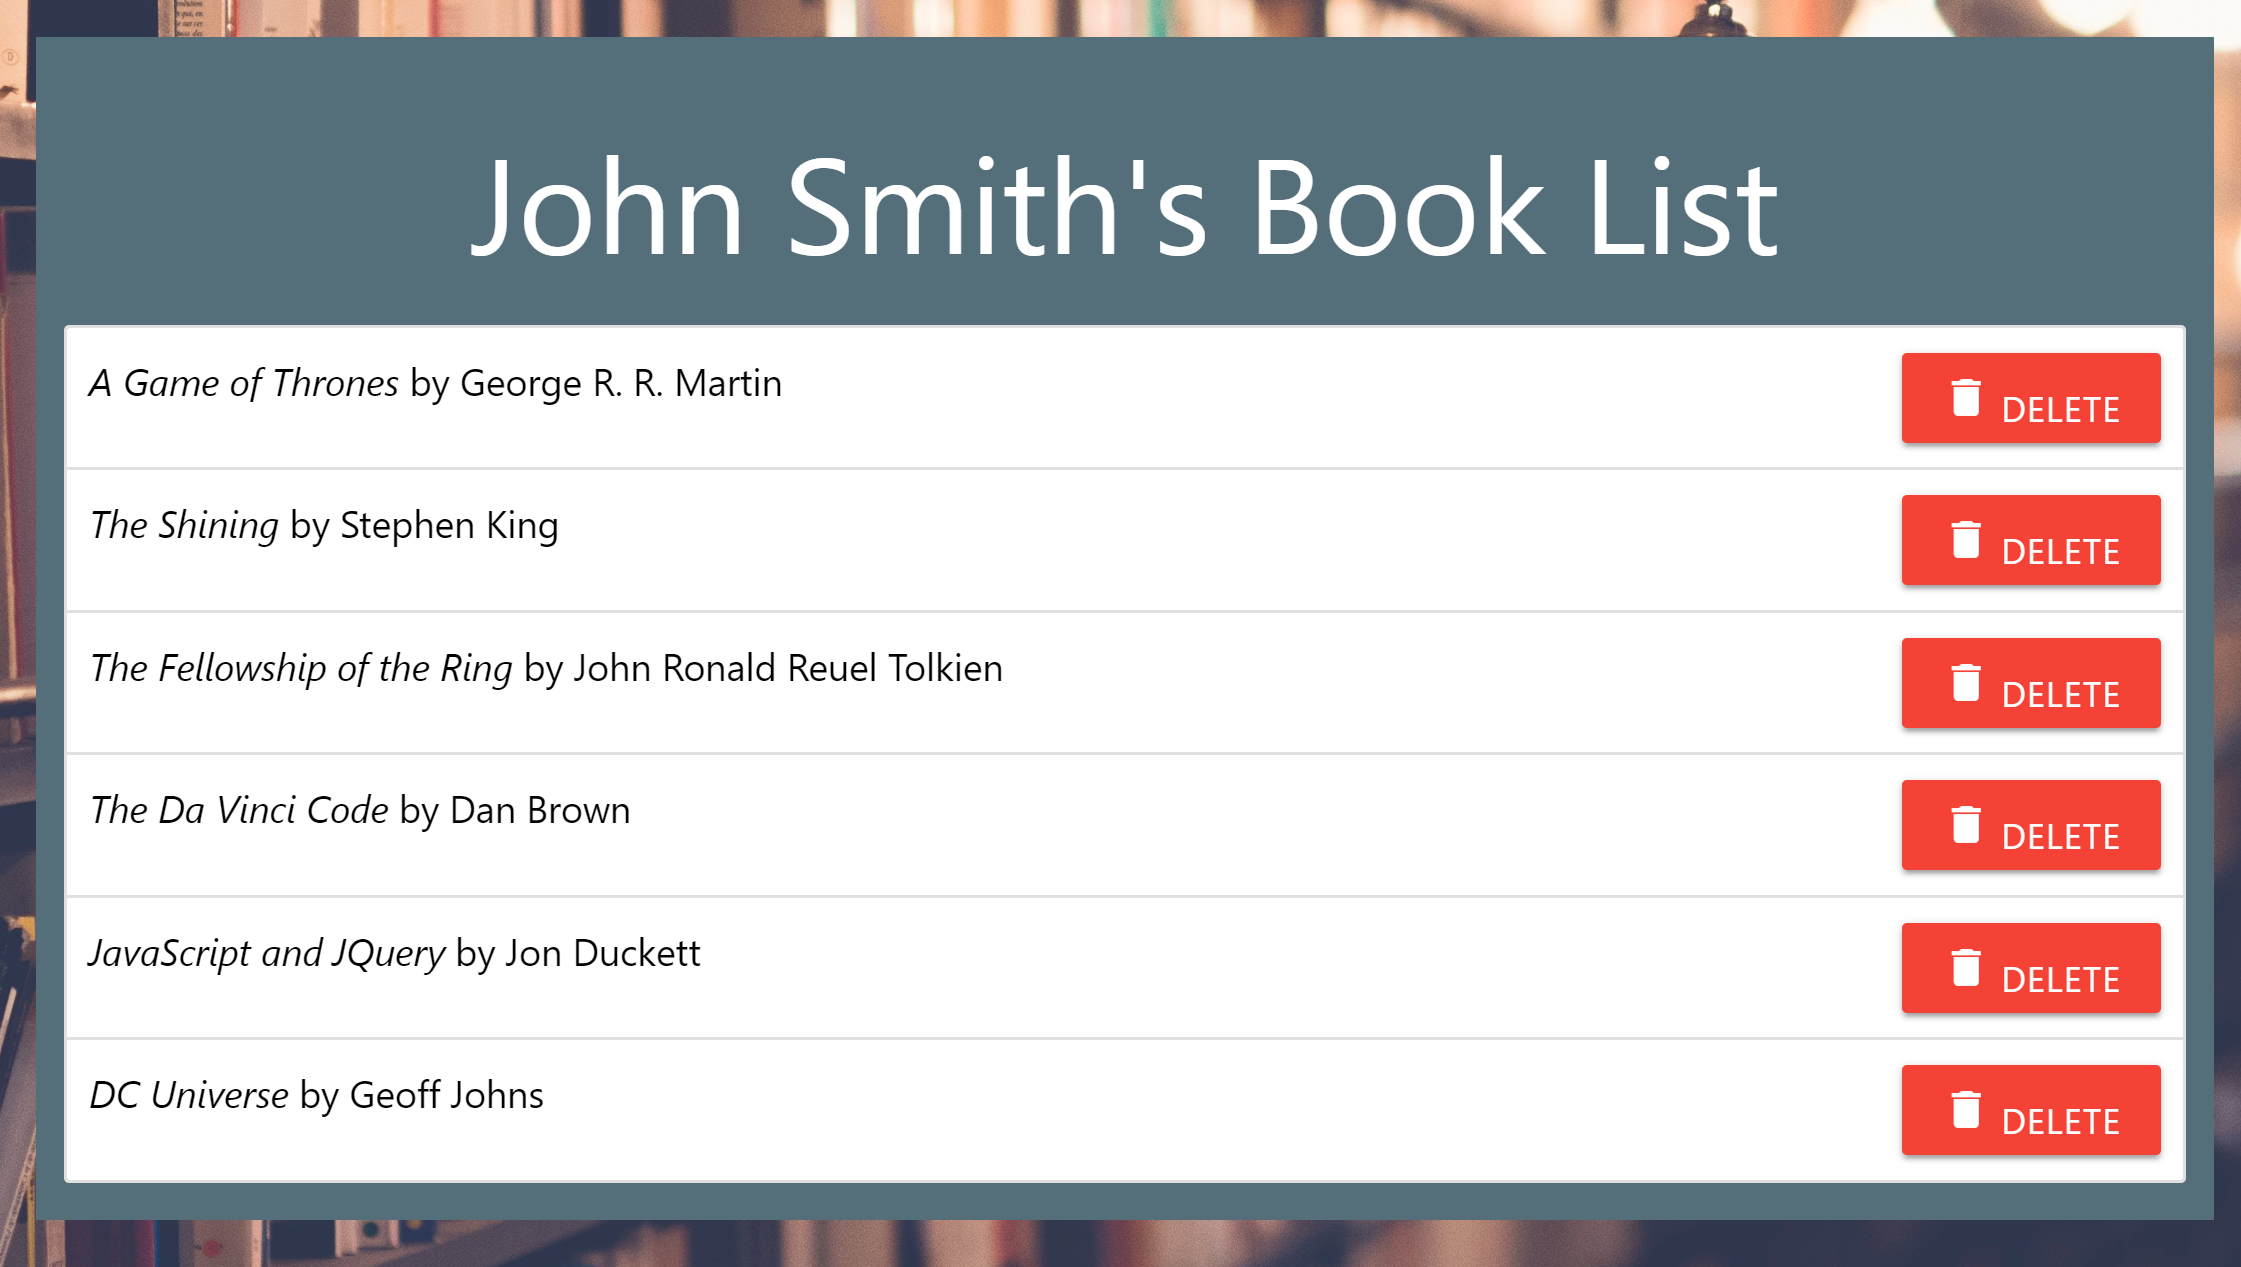 John Smith's Book List
A Game of Thrones by George R. R. Martin
DELETE
The Shining by Stephen King
DELETE
The Fellowship of the Ring by John Ronald Reuel Tolkien
DELETE
The Da Vinci Code by Dan Brown
DELETE
JavaScript and JQuery by Jon Duckett
DELETE
DC Universe by Geoff Johns
DELETE